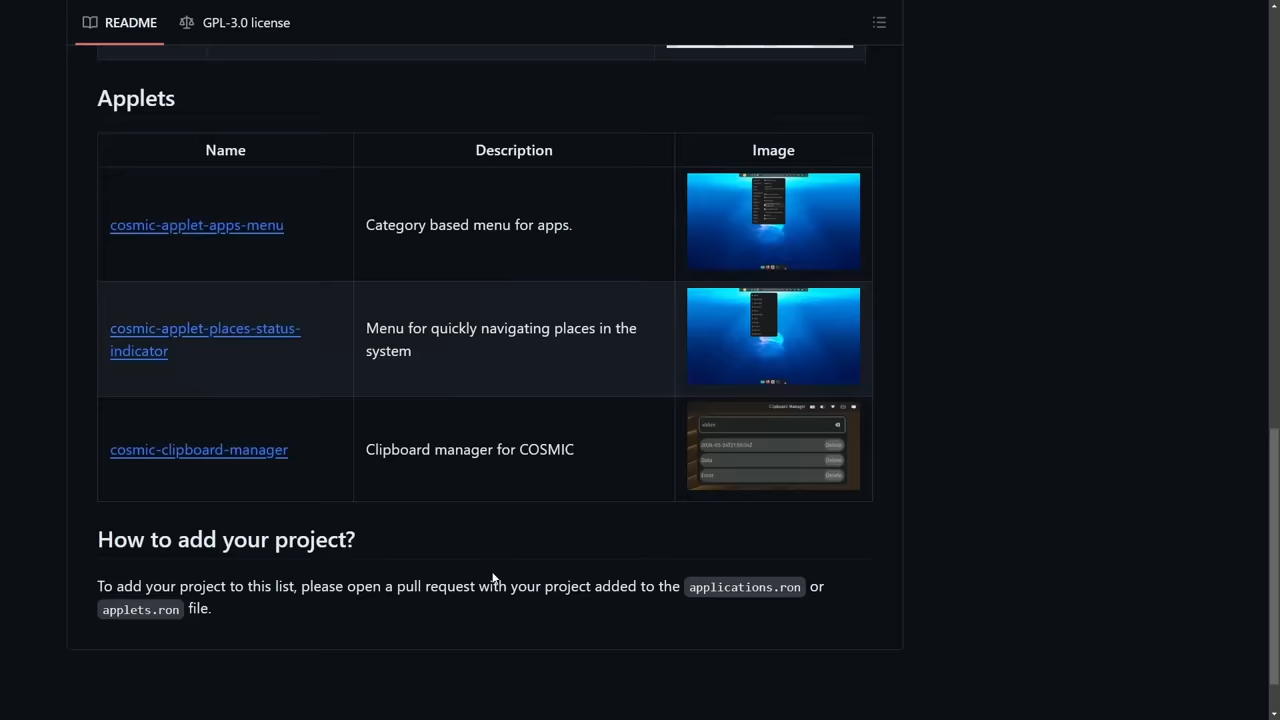 README GPL-3.0 license
Applets
Name Description Image
cosmic-applet-apps-menu Category based menu for apps.
cosmic-applet-places-status-
indicator
Menu for quickly navigating places in the
system
cosmic-clipboard-manager Clipboard manager for COSMIC
Clipboard Manager
Data
Error
Delete
Delete
Delete
How to add your project?
To add your project to this list, please open a pull request with your project added to the applications.ron or
applets.ron file.